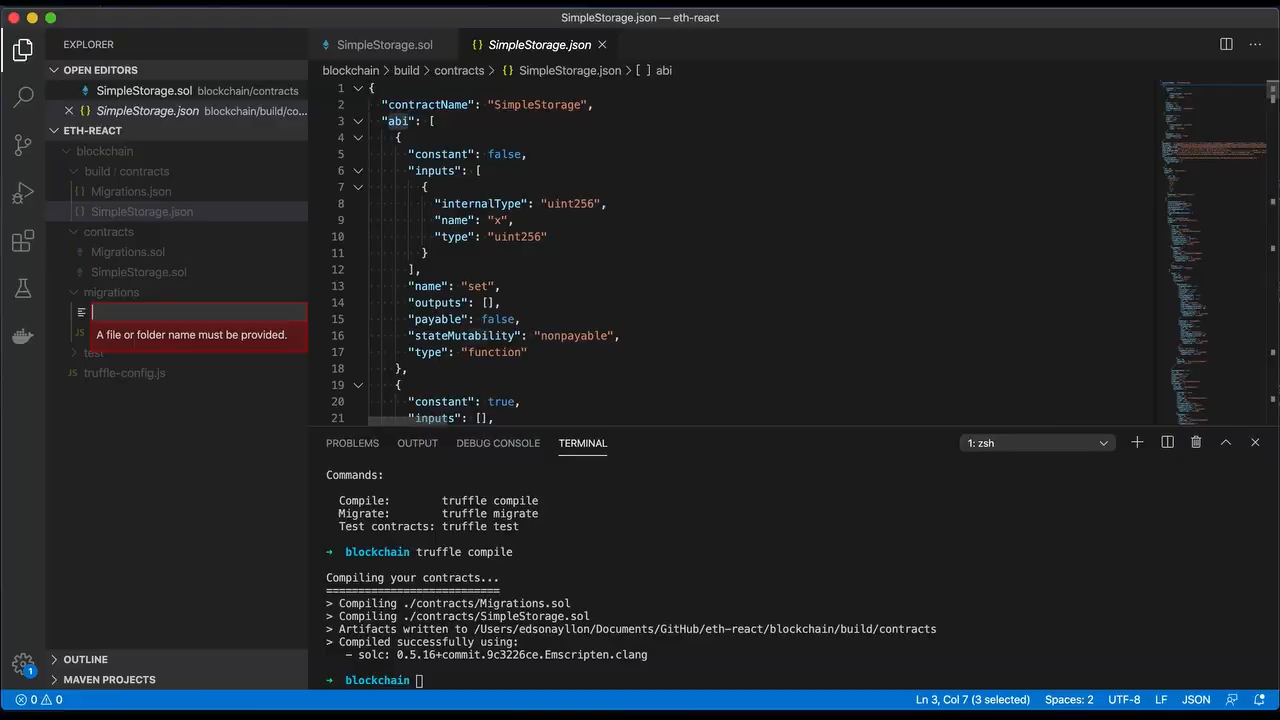 SimpleStorage.json — eth-react
EXPLORER
SimpleStorage.sol
SimpleStorage.json
OPEN EDITORS
SimpleStorage.sol blockchain/contracts
SimpleStorage.json blockchain/build/co...
ETH-REACT
blockchain
build / contracts
Migrations.json
SimpleStorage.json
contracts
Migrations.sol
SimpleStorage.sol
migrations
A file or folder name must be provided.
JS
test
JS truffle-config.js
OUTLINE
MAVEN PROJECTS
blockchain > build > contracts > {} SimpleStorage.json > [ ] abi
1 {
2 "contractName": "SimpleStorage",
3 "abi": [
4 {
5 "constant": false,
6 "inputs": [
7 {
8 "internalType": "uint256",
9 "name": "x",
10 "type": "uint256"
11 }
12 ],
13 "name": "set",
14 "outputs": [],
15 "payable": false,
16 "stateMutability": "nonpayable",
17 "type": "function"
18 },
19 {
20 "constant": true,
21 "inputs": [],
PROBLEMS OUTPUT DEBUG CONSOLE TERMINAL 1: zsh
Commands:
Compile: truffle compile
Migrate: truffle migrate
Test contracts: truffle test
→ blockchain truffle compile
Compiling your contracts...
===========================
> Compiling ./contracts/Migrations.sol
> Compiling ./contracts/SimpleStorage.sol
> Artifacts written to /Users/edsonayllon/Documents/GitHub/eth-react/blockchain/build/contracts
> Compiled successfully using:
- solc: 0.5.16+commit.9c3226ce.Emscripten.clang
→ blockchain
1
0 0 Ln 3, Col 7 (3 selected) Spaces: 2 UTF-8 LF JSON